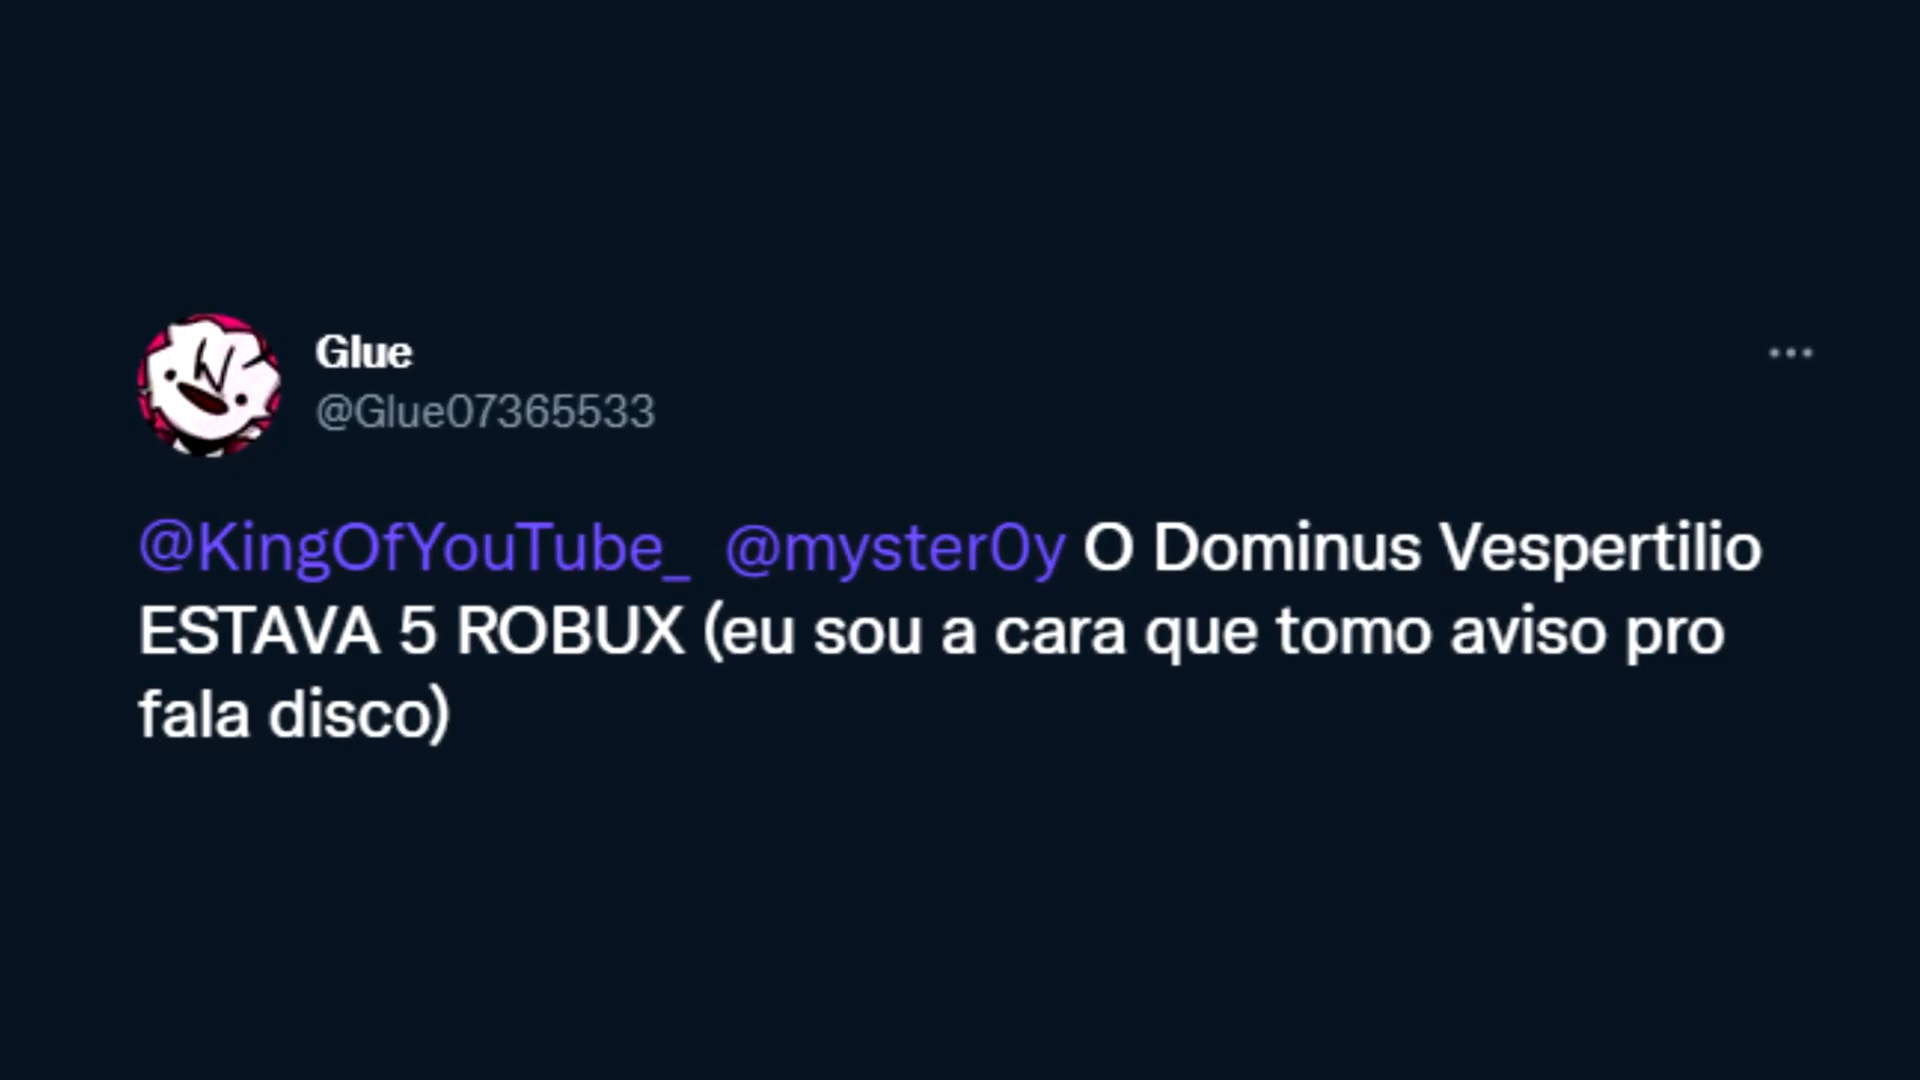 Glue
@Glue07365533
@KingOfYouTube_ @myster0y O Dominus Vespertilio
ESTAVA 5 ROBUX (eu sou a cara que tomo aviso pro
fala disco)